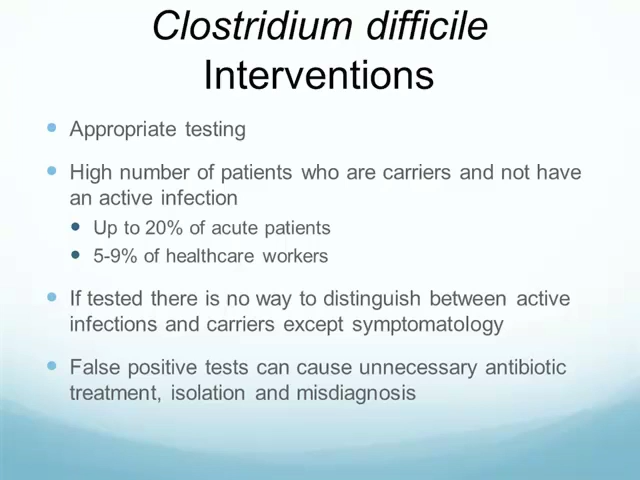 Clostridium difficile
Interventions
Appropriate testing
High number of patients who are carriers and not have
an active infection
Up to 20% of acute patients
5-9% of healthcare workers
If tested there is no way to distinguish between active
infections and carriers except symptomatology
False positive tests can cause unnecessary antibiotic
treatment, isolation and misdiagnosis